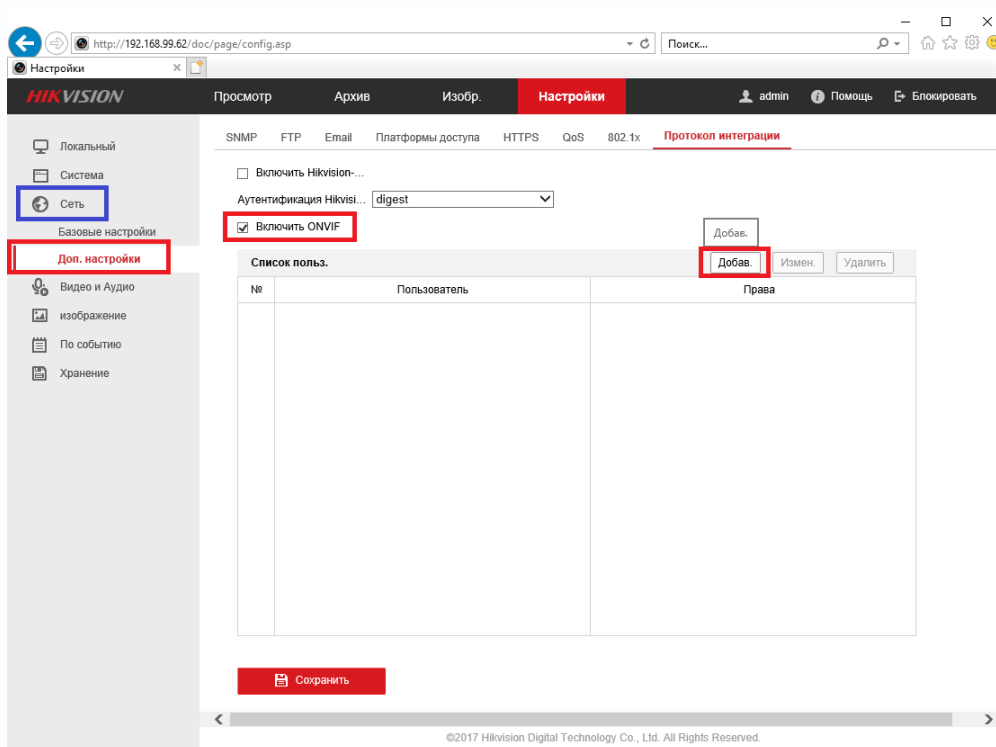 http://192.168.99.62/doc/page/config.asp
Поиск...
Настройки
HIKVISION
Просмотр Архив Изобр. Настройки admin Помощь Блокировать
SNMP FTP Email Платформы доступа HTTPS QoS 802.1x Протокол интеграции
Локальный
Система
Сеть
Базовые настройки
Доп. настройки
Видео и Аудио
изображение
По событию
Хранение
Включить Hikvision-...
Аутентификация Hikvisi... digest
Включить ONVIF
Добав.
Список польз. Добав. Измен. Удалить
№ Пользователь Права
Сохранить
©2017 Hikvision Digital Technology Co., Ltd. All Rights Reserved.